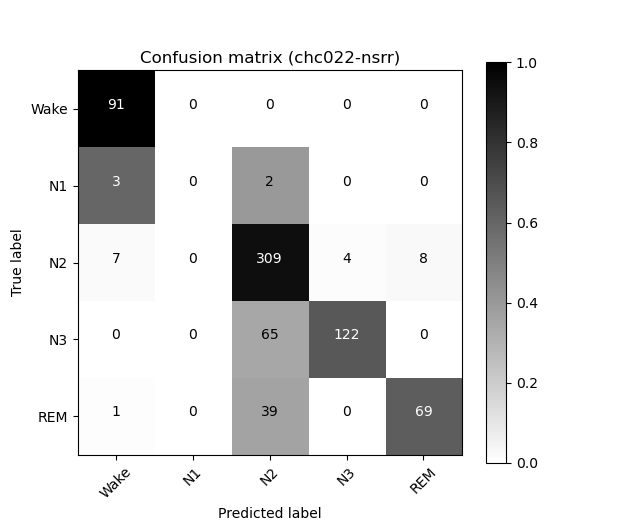 Confusion matrix (chc022-nsrr)
Wake 91 0 0 0 0
N1 3 0 2 0 0
N2 7 0 309 4 8
N3 0 0 65 122 0
REM 1 0 39 0 69
Wake N1 N2 N3 REM
Predicted label
True label
1.0
0.8
0.6
0.4
0.2
0.0